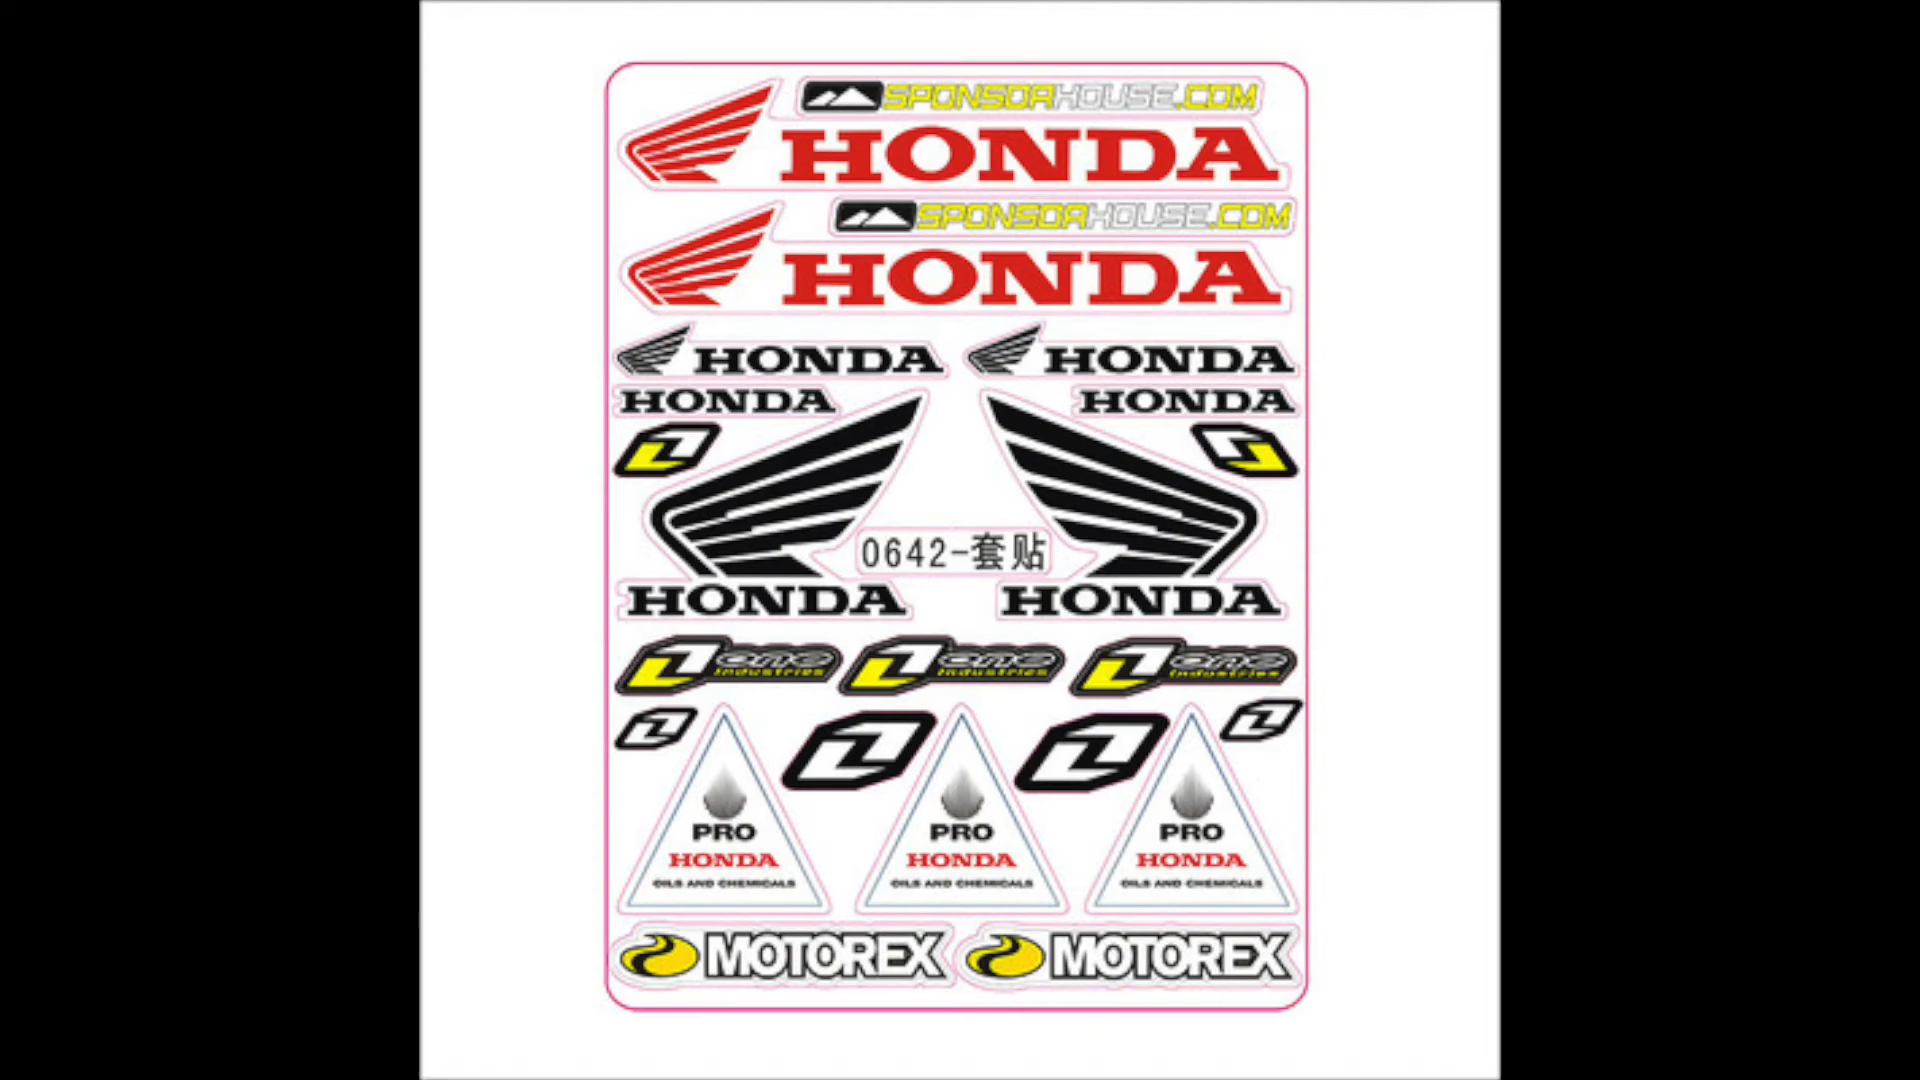 SPONSORHOUSE.COM
HONDA
SPONSORHOUSE.COM
HONDA
HONDA HONDA
HONDA HONDA
0642-套贴
HONDA HONDA
one industries one industries one industries
PRO PRO PRO
HONDA HONDA HONDA
OILS AND CHEMICALS OILS AND CHEMICALS OILS AND CHEMICALS
MOTOREX MOTOREX